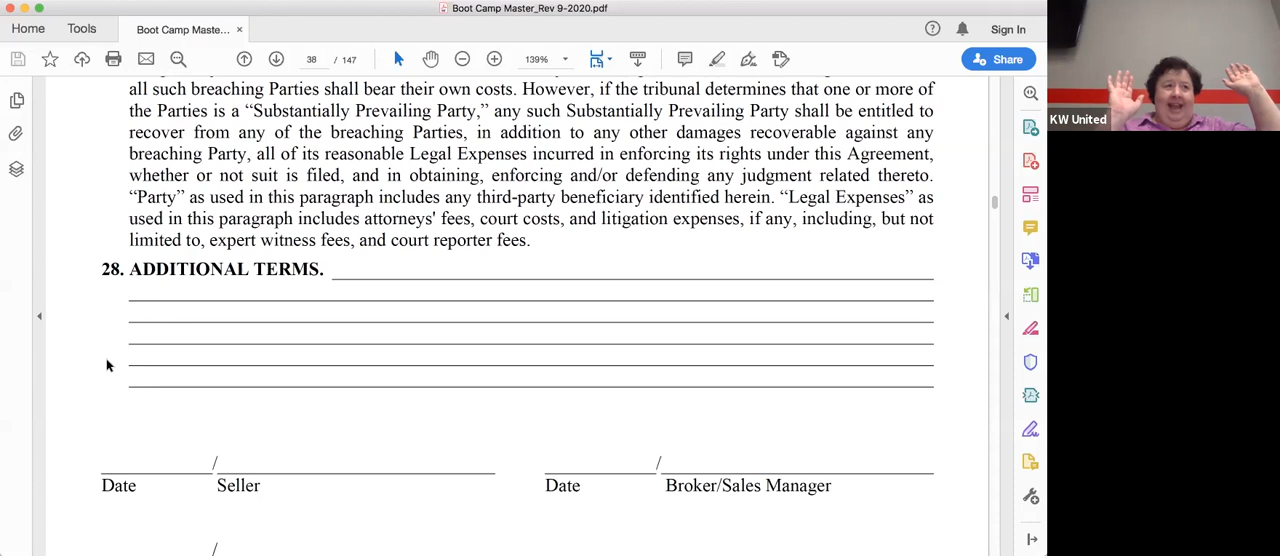 Boot Camp Master_Rev 9-2020.pdf
Home Tools Boot Camp Maste... × Sign In
38 / 147 139% Share
all such breaching Parties shall bear their own costs. However, if the tribunal determines that one or more of
the Parties is a “Substantially Prevailing Party,” any such Substantially Prevailing Party shall be entitled to
recover from any of the breaching Parties, in addition to any other damages recoverable against any
breaching Party, all of its reasonable Legal Expenses incurred in enforcing its rights under this Agreement,
whether or not suit is filed, and in obtaining, enforcing and/or defending any judgment related thereto.
“Party” as used in this paragraph includes any third-party beneficiary identified herein. “Legal Expenses” as
used in this paragraph includes attorneys' fees, court costs, and litigation expenses, if any, including, but not
limited to, expert witness fees, and court reporter fees.
28. ADDITIONAL TERMS.
/ /
Date Seller Date Broker/Sales Manager
/
KW United